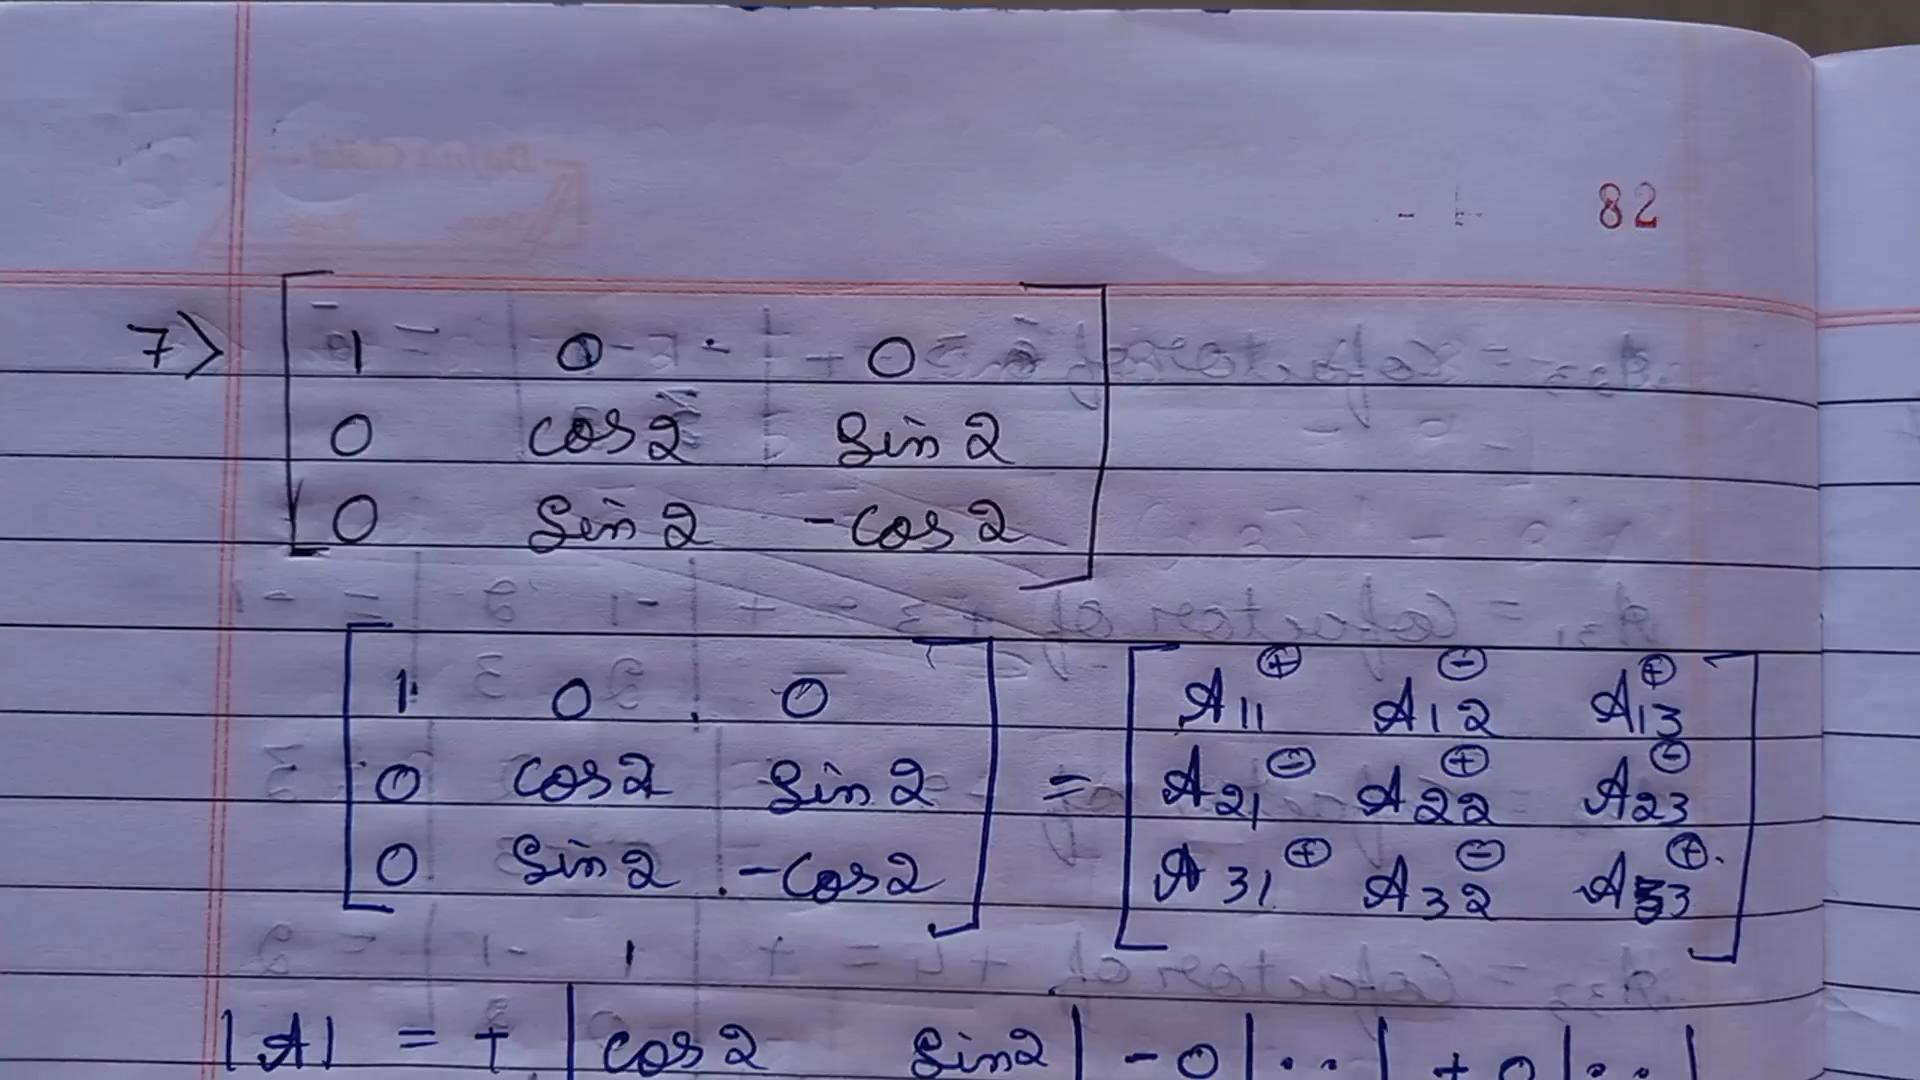 82
7> [ 1 0 0
0 cos2 Sin2
0 Sin2 -cos2 ]
[ 1 0 0 ] = [ A11⊕ A12⊖ A13⊕
0 cos2 Sin2 A21⊖ A22⊕ A23⊖
0 Sin2 -cos2 A31⊕ A32⊖ A33⊕ ]
|A| = + | cos2 Sin2 | - 0 |..| + 0 |..|